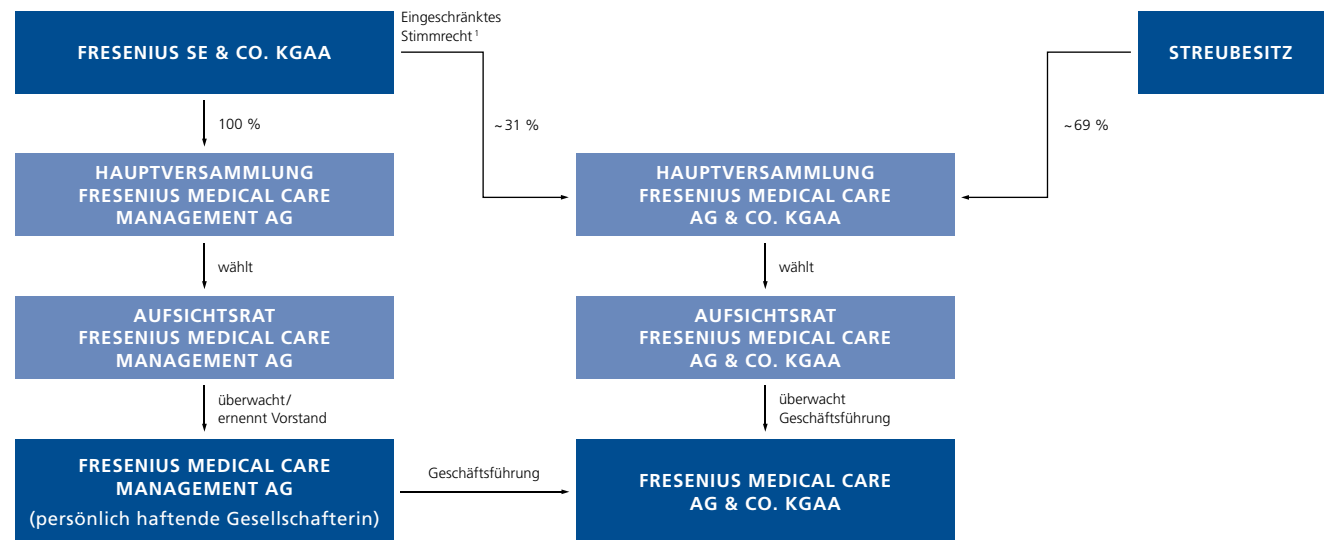 FRESENIUS SE & CO. KGAA
Eingeschränktes
Stimmrecht¹
STREUBESITZ
100 %
~31 %
~69 %
HAUPTVERSAMMLUNG
FRESENIUS MEDICAL CARE
MANAGEMENT AG
HAUPTVERSAMMLUNG
FRESENIUS MEDICAL CARE
AG & CO. KGAA
wählt
wählt
AUFSICHTSRAT
FRESENIUS MEDICAL CARE
MANAGEMENT AG
AUFSICHTSRAT
FRESENIUS MEDICAL CARE
AG & CO. KGAA
überwacht/
ernennt Vorstand
überwacht
Geschäftsführung
FRESENIUS MEDICAL CARE
MANAGEMENT AG
(persönlich haftende Gesellschafterin)
Geschäftsführung
FRESENIUS MEDICAL CARE
AG & CO. KGAA